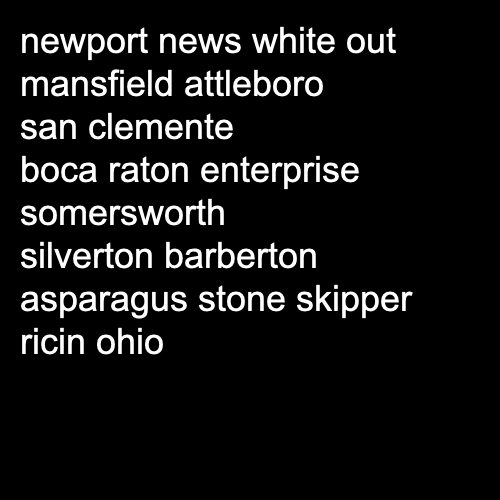 newport news white out
mansfield attleboro
san clemente
boca raton enterprise
somersworth
silverton barberton
asparagus stone skipper
ricin ohio